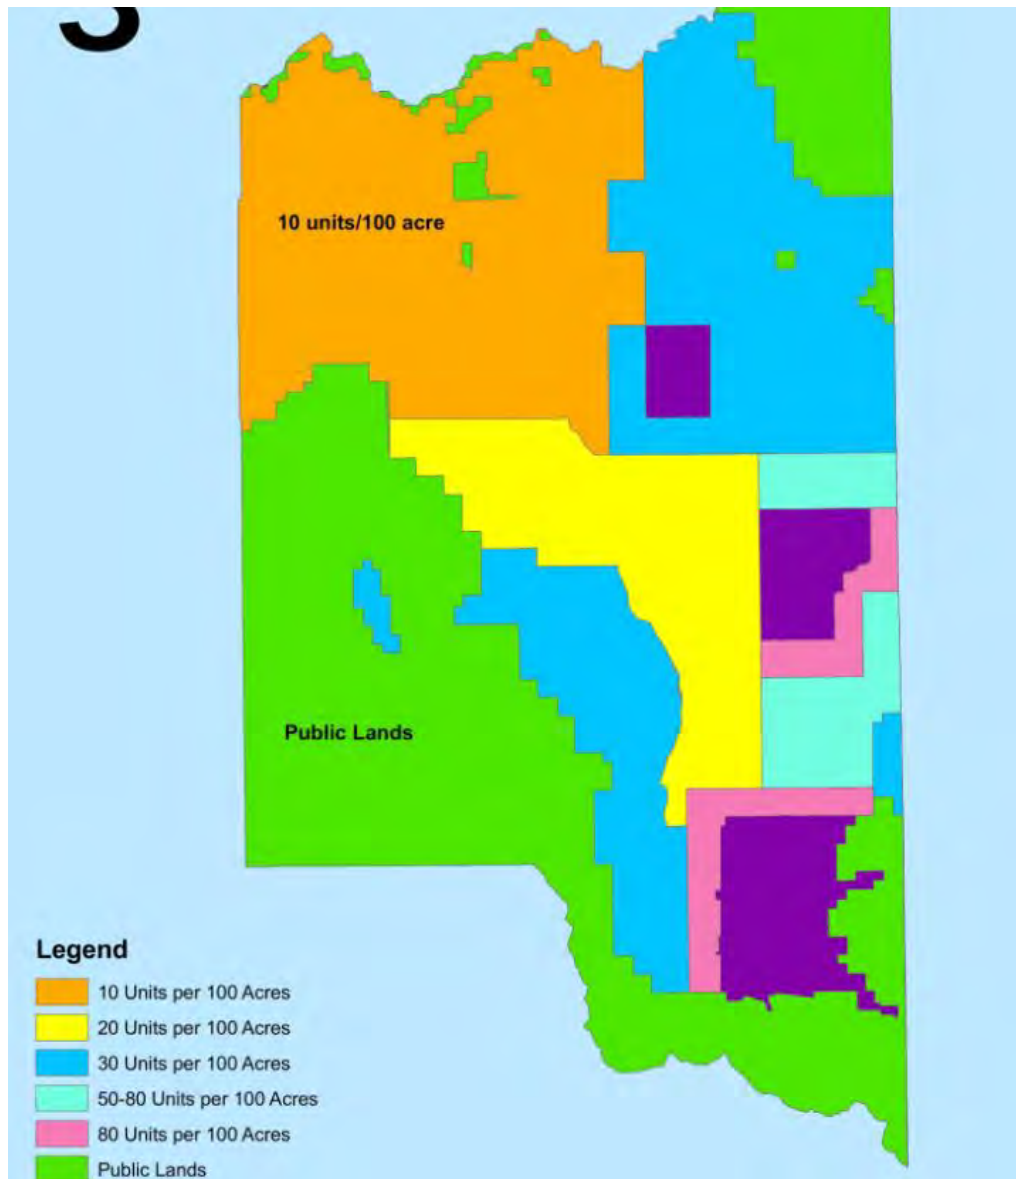 10 units/100 acre
Public Lands
Legend
10 Units per 100 Acres
20 Units per 100 Acres
30 Units per 100 Acres
50-80 Units per 100 Acres
80 Units per 100 Acres
Public Lands